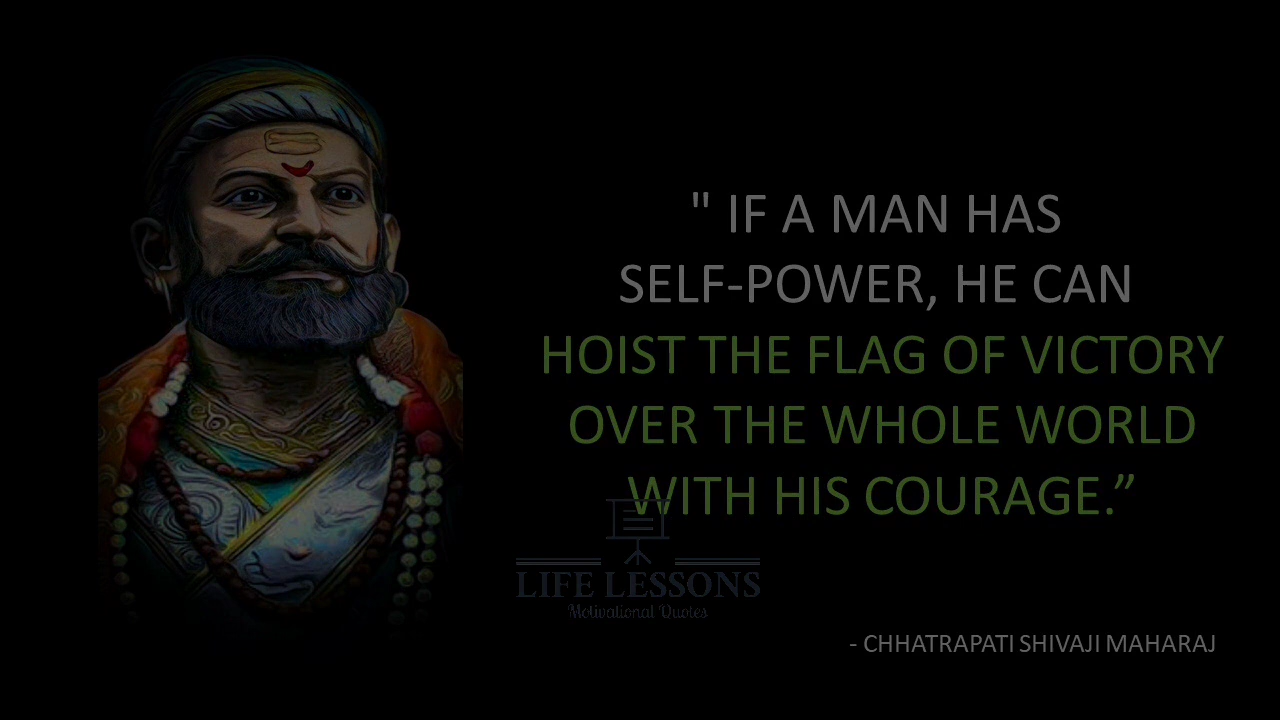 " IF A MAN HAS
SELF-POWER, HE CAN
HOIST THE FLAG OF VICTORY
OVER THE WHOLE WORLD
WITH HIS COURAGE.”
LIFE LESSONS
Motivational Quotes
- CHHATRAPATI SHIVAJI MAHARAJ